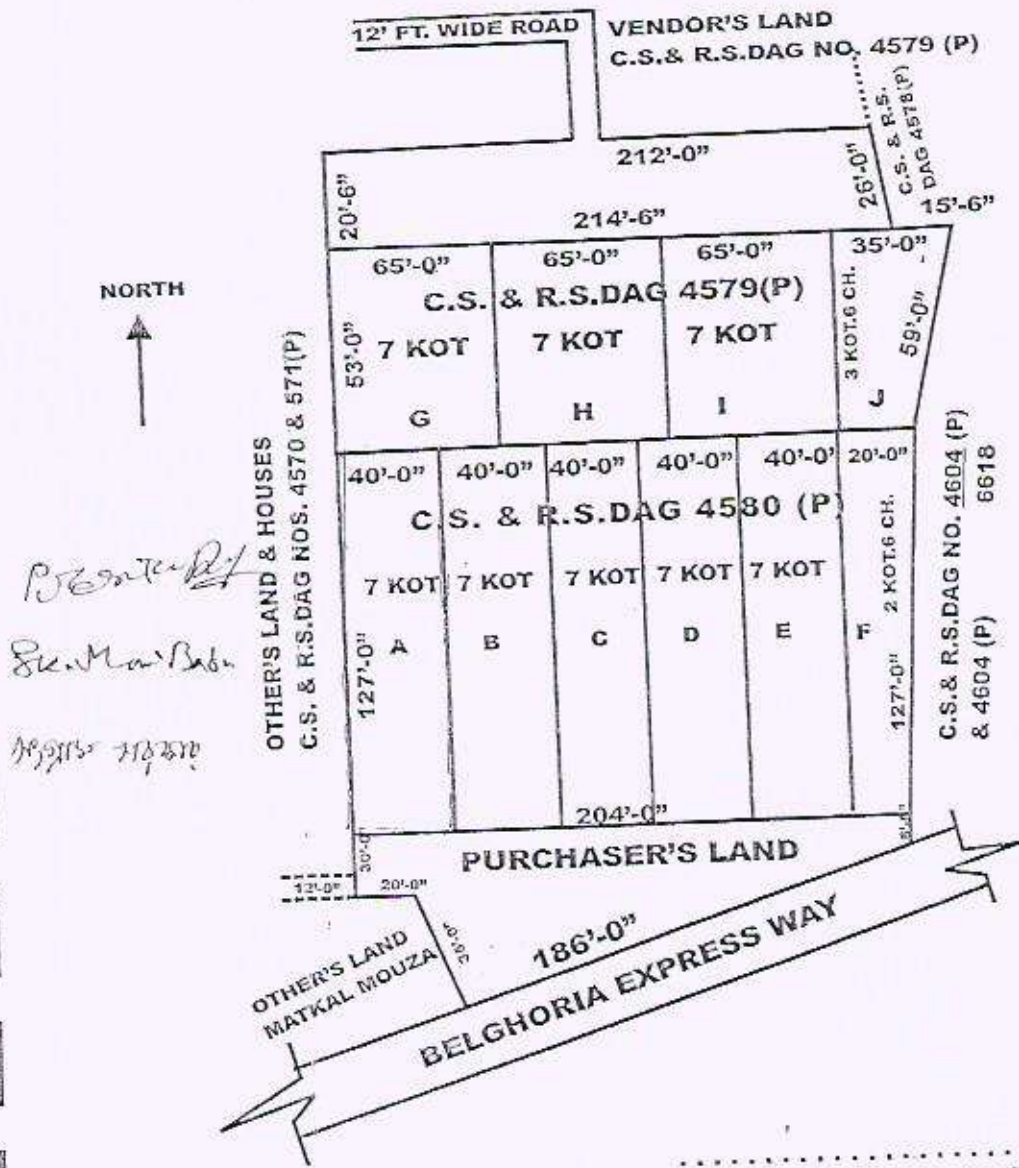 12' FT. WIDE ROAD
VENDOR'S LAND
C.S.& R.S.DAG NO. 4579 (P)
C.S. & R.S.
DAG 4578(P)
212'-0"
26'-0"
15'-6"
20'-6"
214'-6"
65'-0"
65'-0"
65'-0"
35'-0"
C.S. & R.S.DAG 4579(P)
53'-0"
7 KOT
7 KOT
7 KOT
3 KOT.6 CH.
59'-0"
G
H
I
J
NORTH
OTHER'S LAND & HOUSES
C.S. & R.S.DAG NOS. 4570 & 571(P)
40'-0"
40'-0"
40'-0"
40'-0"
40'-0'
20'-0"
C.S. & R.S.DAG 4580 (P)
7 KOT
7 KOT
7 KOT
7 KOT
7 KOT
2 KOT.6 CH.
A
B
C
D
E
F
127'-0"
127'-0"
C.S.& R.S.DAG NO. 4604 (P)
6618
& 4604 (P)
Sk. Moni Babu
204'-0"
PURCHASER'S LAND
30'-0
12'-0"
20'-0"
186'-0"
OTHER'S LAND
MATKAL MOUZA
BELGHORIA EXPRESS WAY